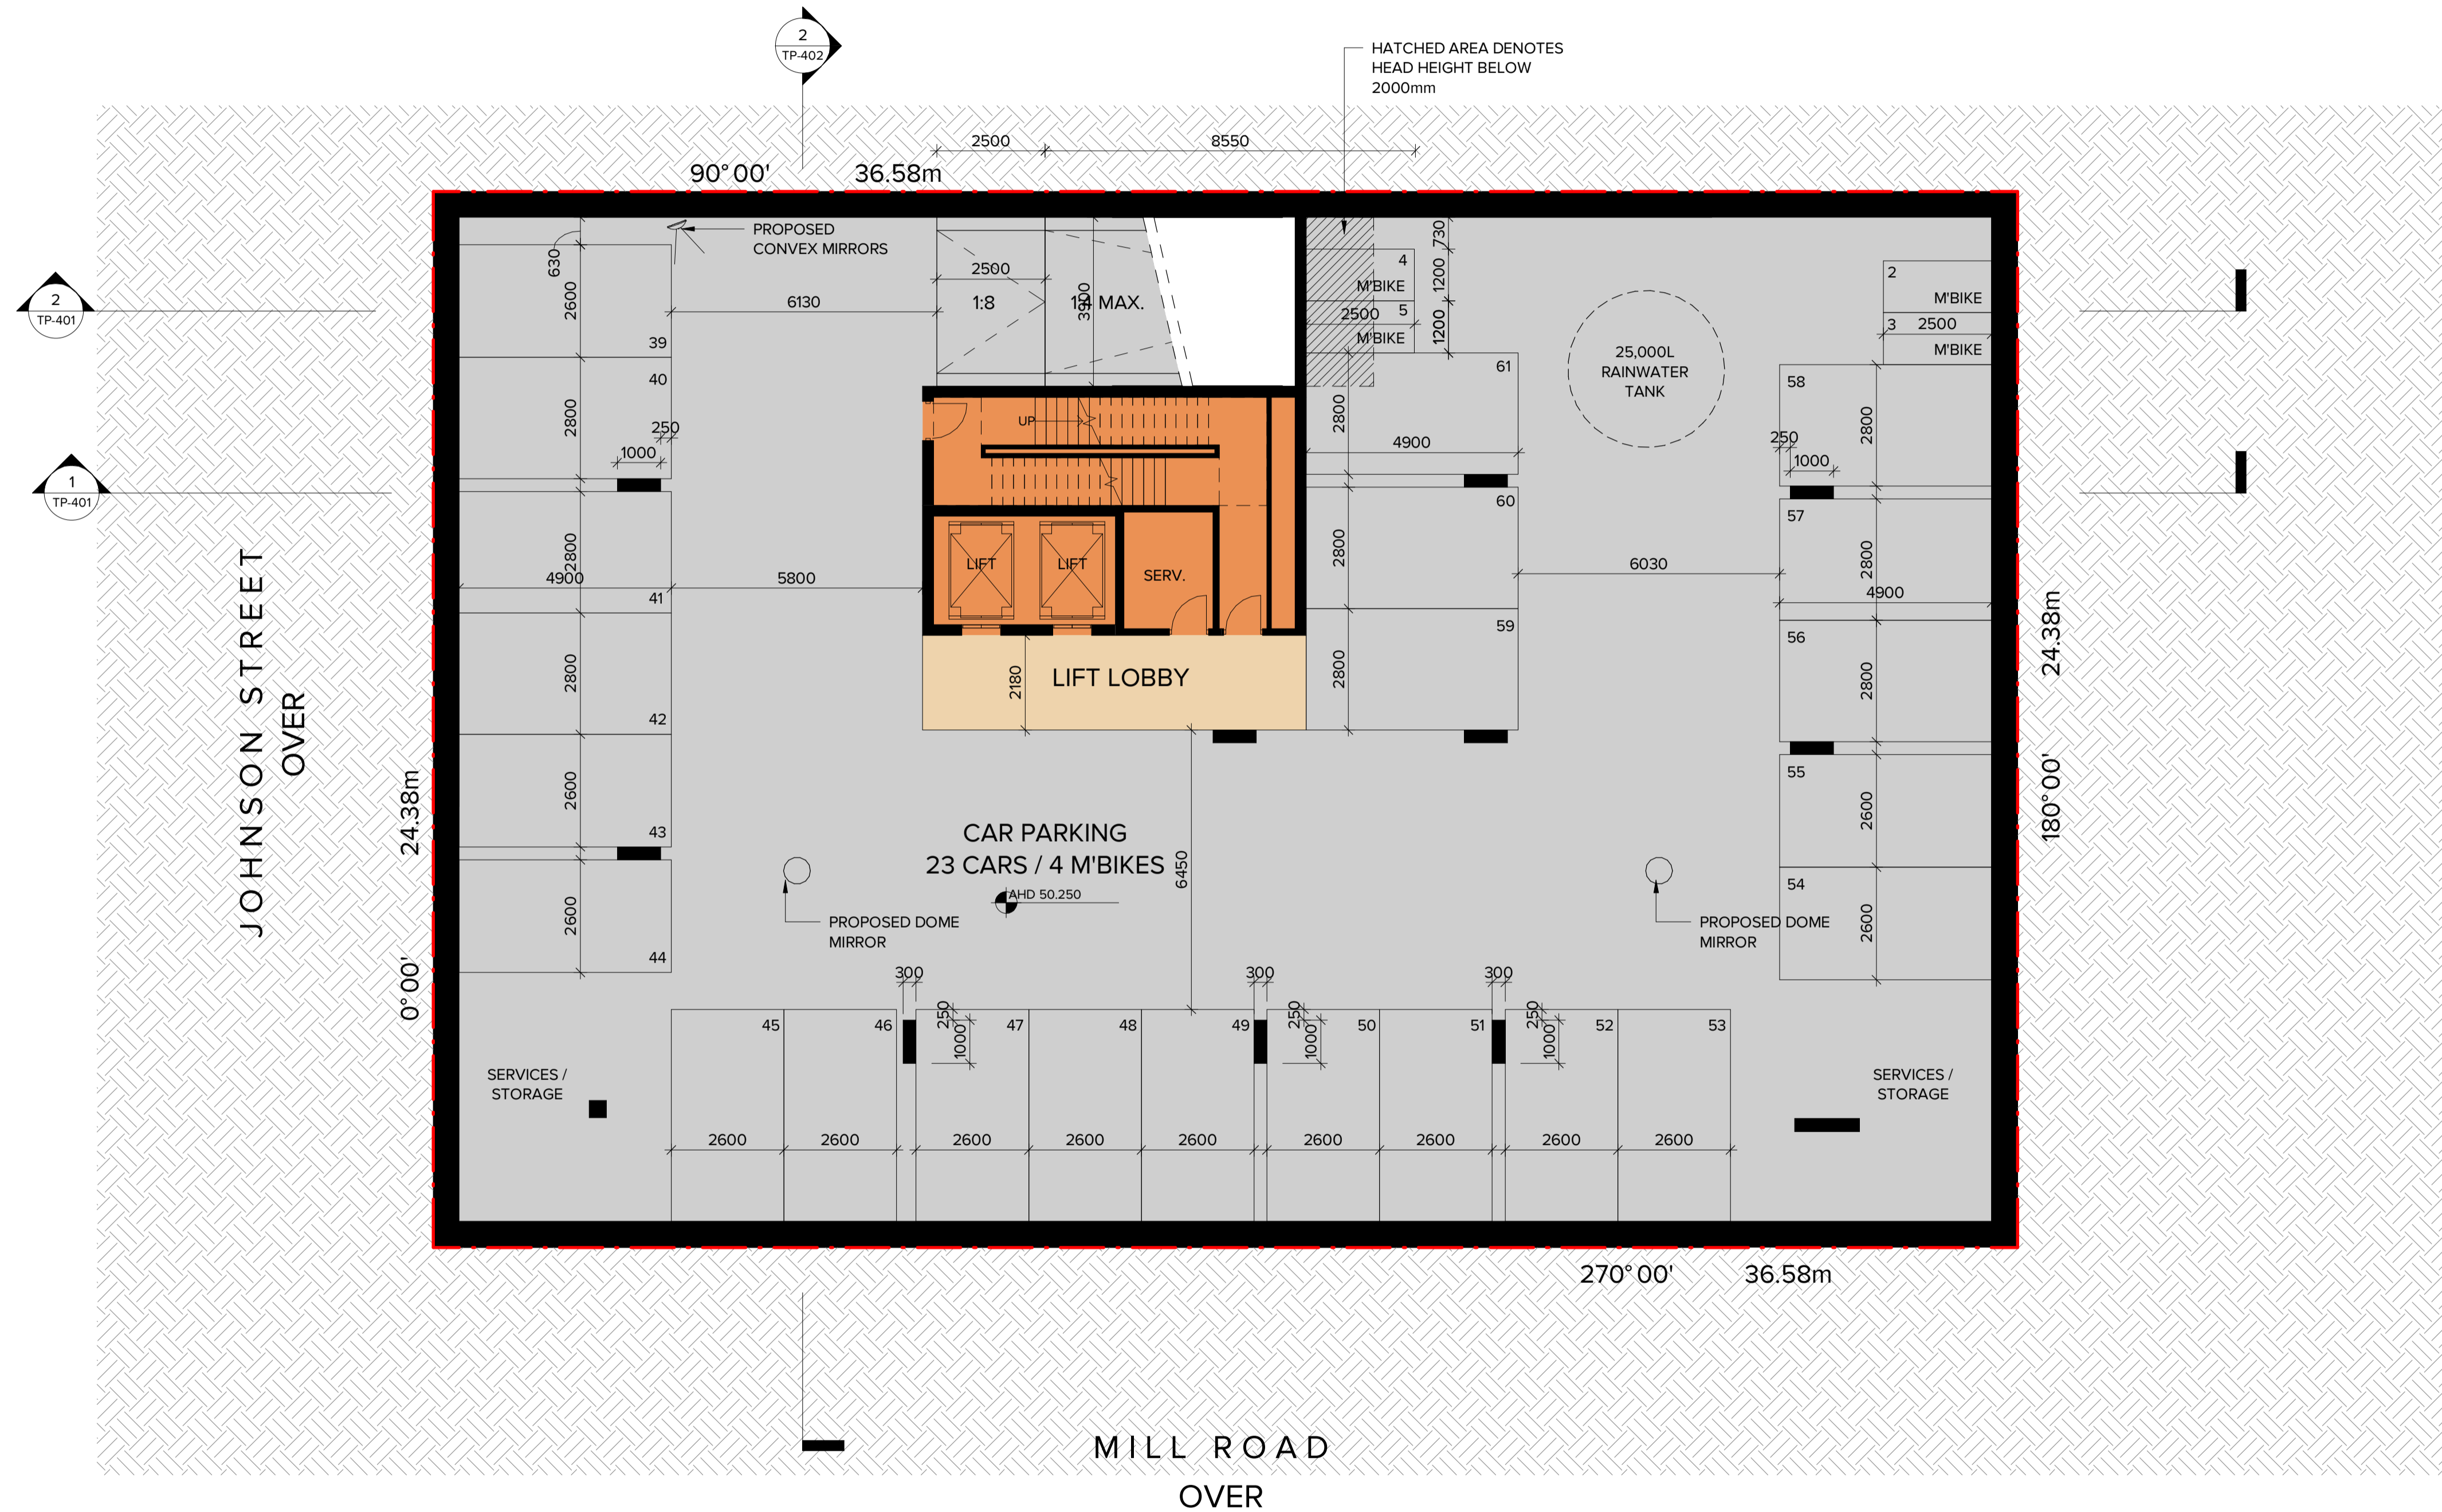 2
TP-402
HATCHED AREA DENOTES
HEAD HEIGHT BELOW
2000mm
2500
8550
90°00'
36.58m
PROPOSED
CONVEX MIRRORS
630
2600
39
6130
2500
1:8
1:4 MAX.
3900
4
M'BIKE
5
2500
M'BIKE
730
1200
1200
25,000L
RAINWATER
TANK
2
M'BIKE
3
2500
M'BIKE
2
TP-401
40
2800
250
1000
UP
61
2800
4900
58
2800
250
1000
1
TP-401
2800
4900
41
5800
LIFT
LIFT
SERV.
60
2800
6030
57
2800
4900
JOHNSON STREET
OVER
24.38m
0°00'
2800
42
2180
LIFT LOBBY
59
2800
56
2800
24.38m
180°00'
2600
43
CAR PARKING
23 CARS / 4 M'BIKES
AHD 50.250
6450
55
2600
2600
44
PROPOSED DOME
MIRROR
PROPOSED DOME
MIRROR
54
2600
300
300
300
45
46
250
1000
47
48
49
250
1000
50
51
250
1000
52
53
SERVICES /
STORAGE
SERVICES /
STORAGE
2600
2600
2600
2600
2600
2600
2600
2600
2600
270°00'
36.58m
MILL ROAD
OVER